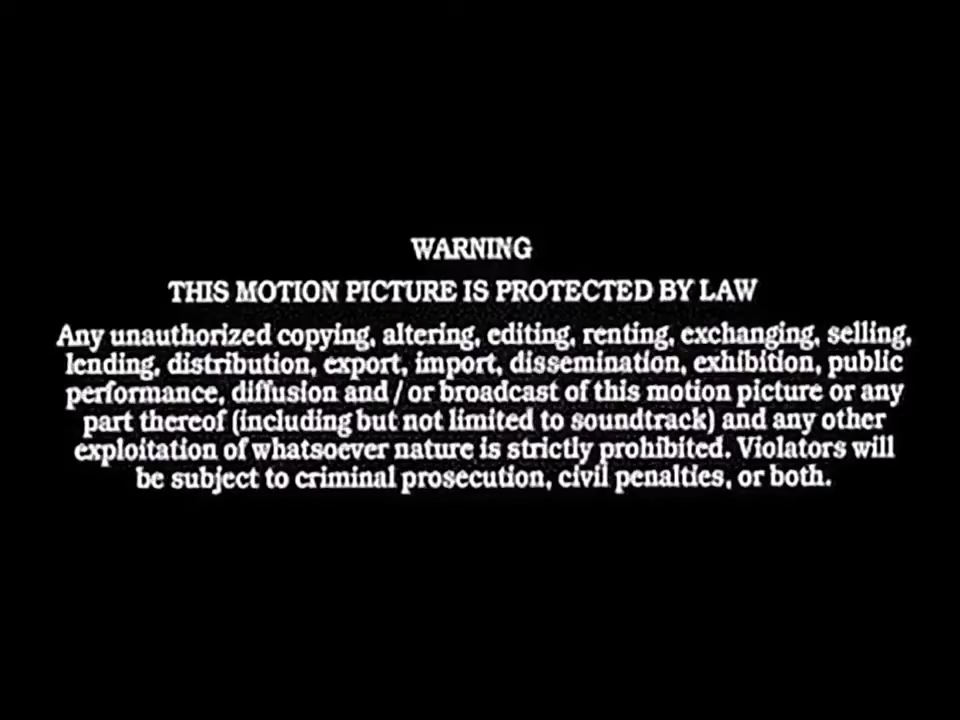 WARNING
THIS MOTION PICTURE IS PROTECTED BY LAW
Any unauthorized copying, altering, editing, renting, exchanging, selling,
lending, distribution, export, import, dissemination, exhibition, public
performance, diffusion and / or broadcast of this motion picture or any
part thereof (including but not limited to soundtrack) and any other
exploitation of whatsoever nature is strictly prohibited. Violators will
be subject to criminal prosecution, civil penalties, or both.